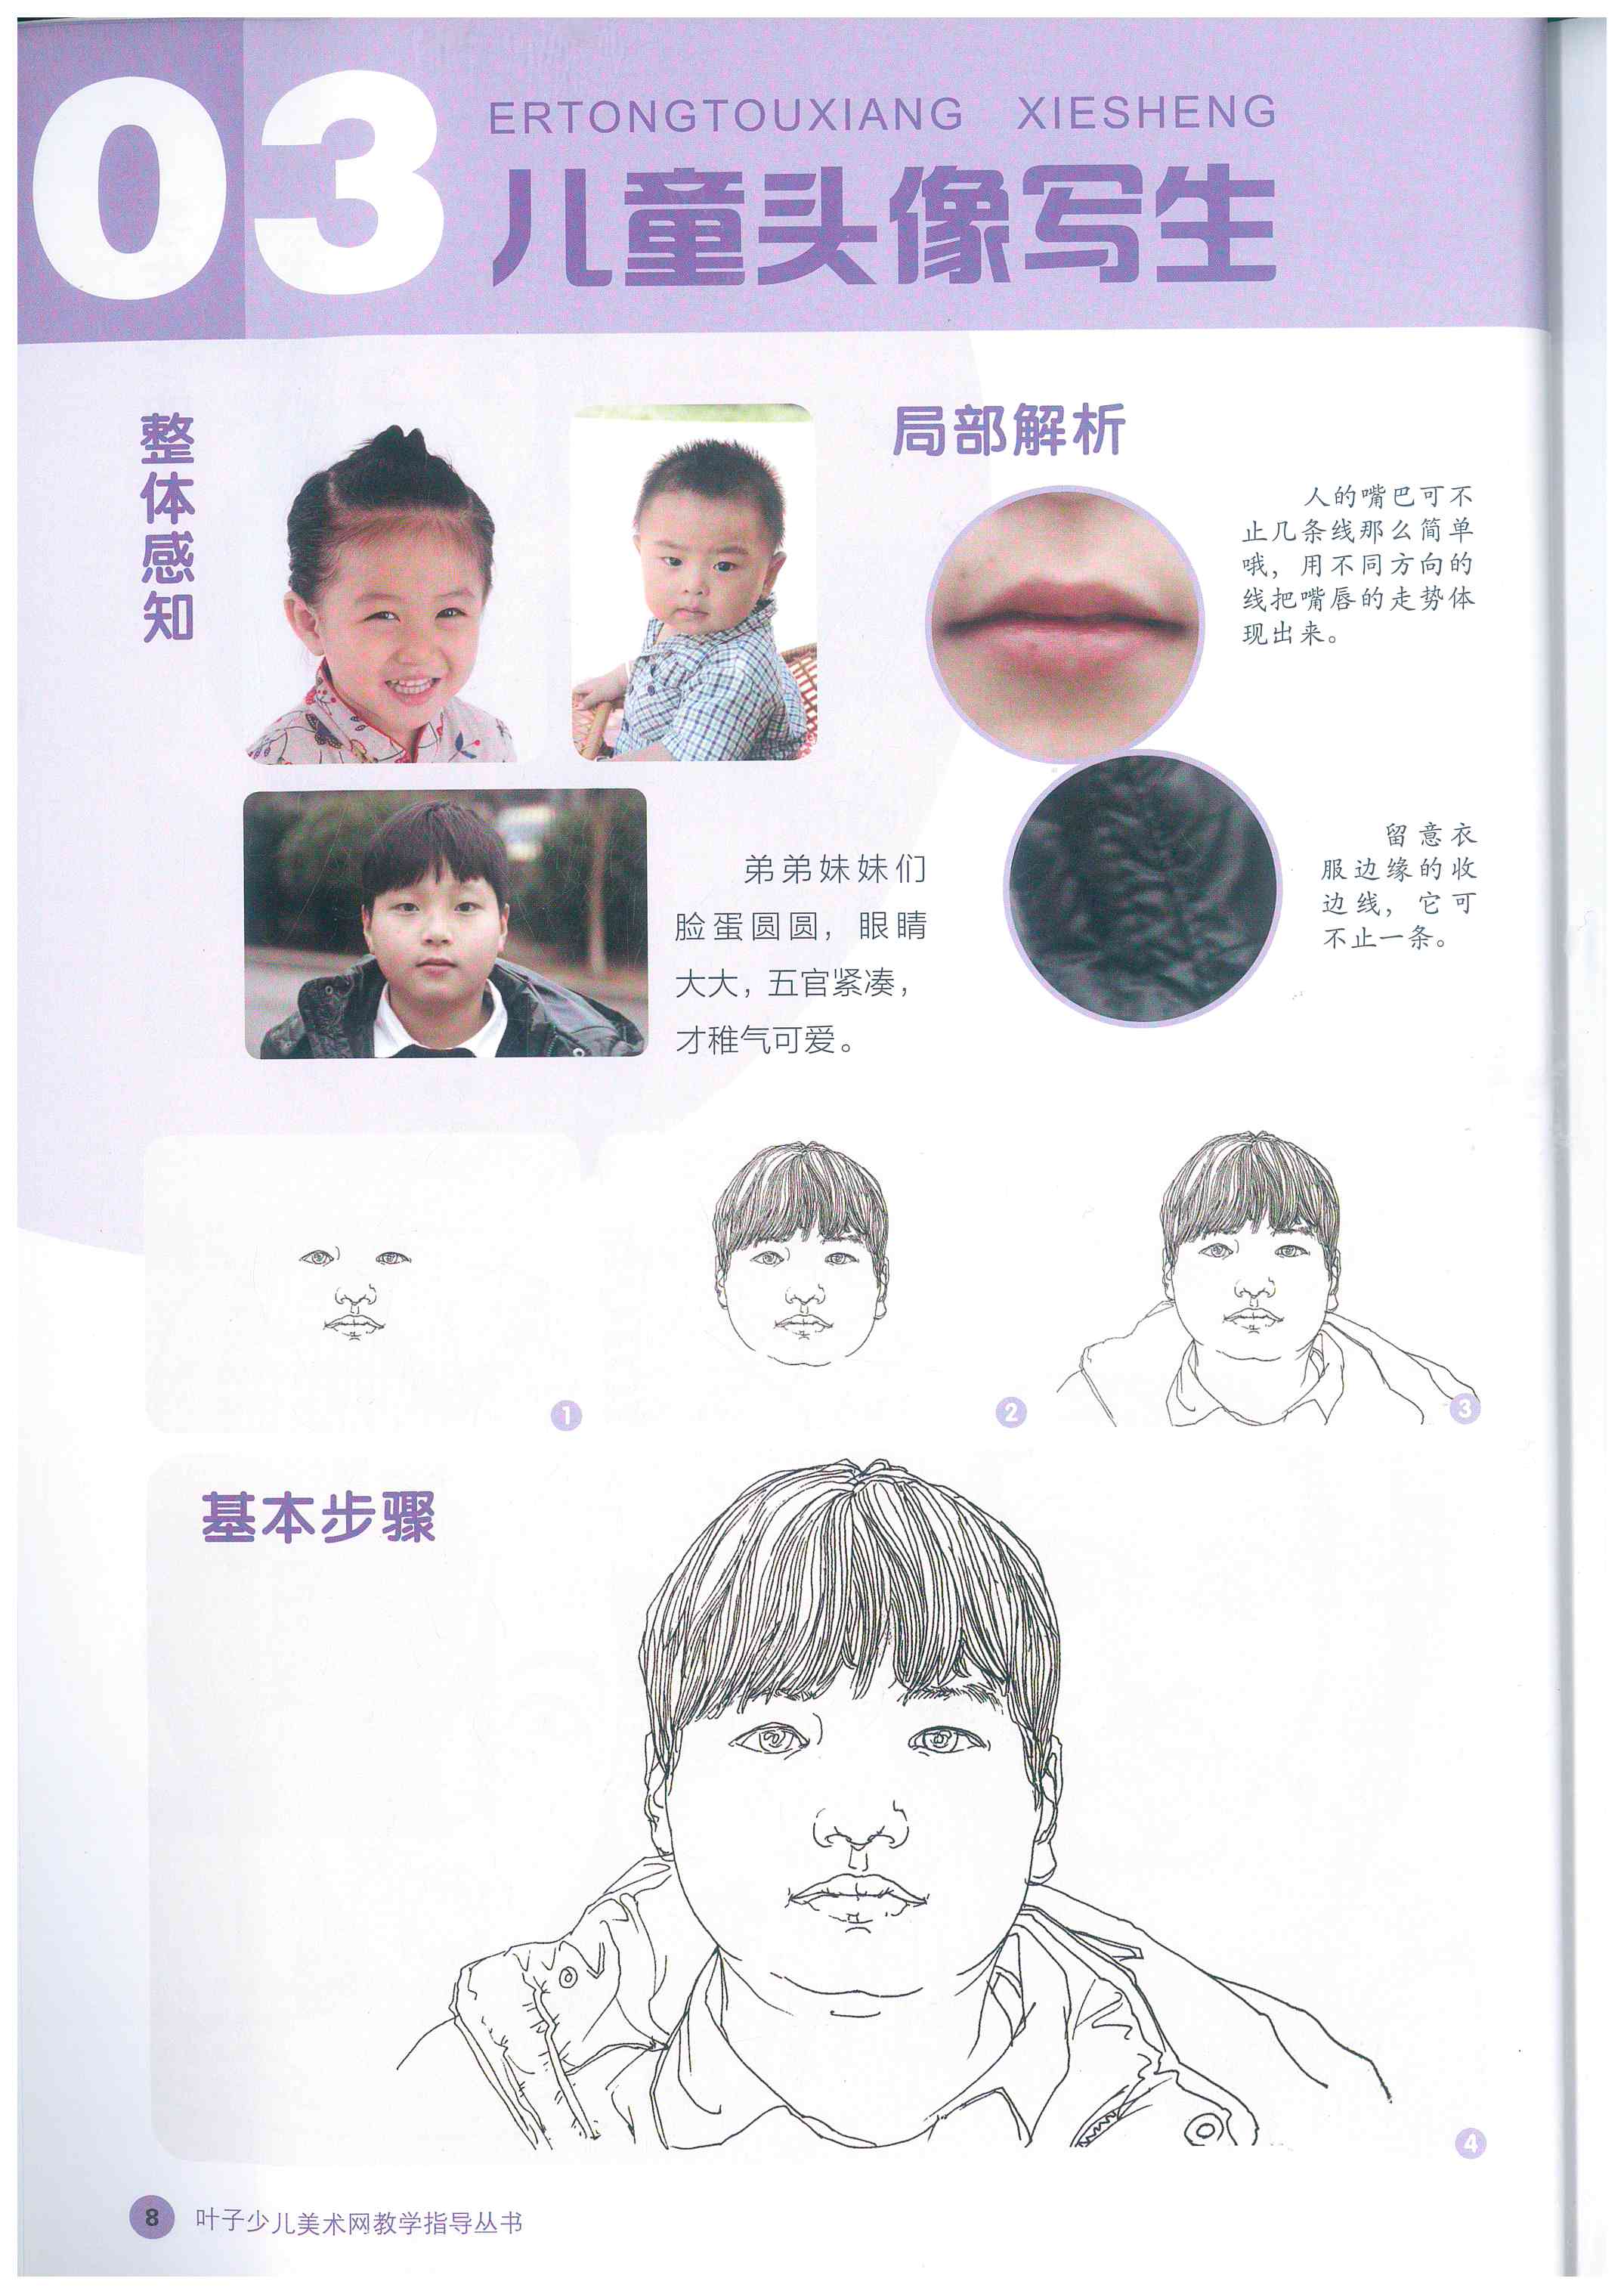 03
ERTONGTOUXIANG XIESHENG
儿童头像写生
整体感知
弟弟妹妹们
脸蛋圆圆，眼睛
大大，五官紧凑，
才稚气可爱。
局部解析
人的嘴巴可不
止几条线那么简单
哦，用不同方向的
线把嘴唇的走势体
现出来。
留意衣
服边缘的收
边线，它可
不止一条。
1
2
3
基本步骤
4
8 叶子少儿美术网教学指导丛书